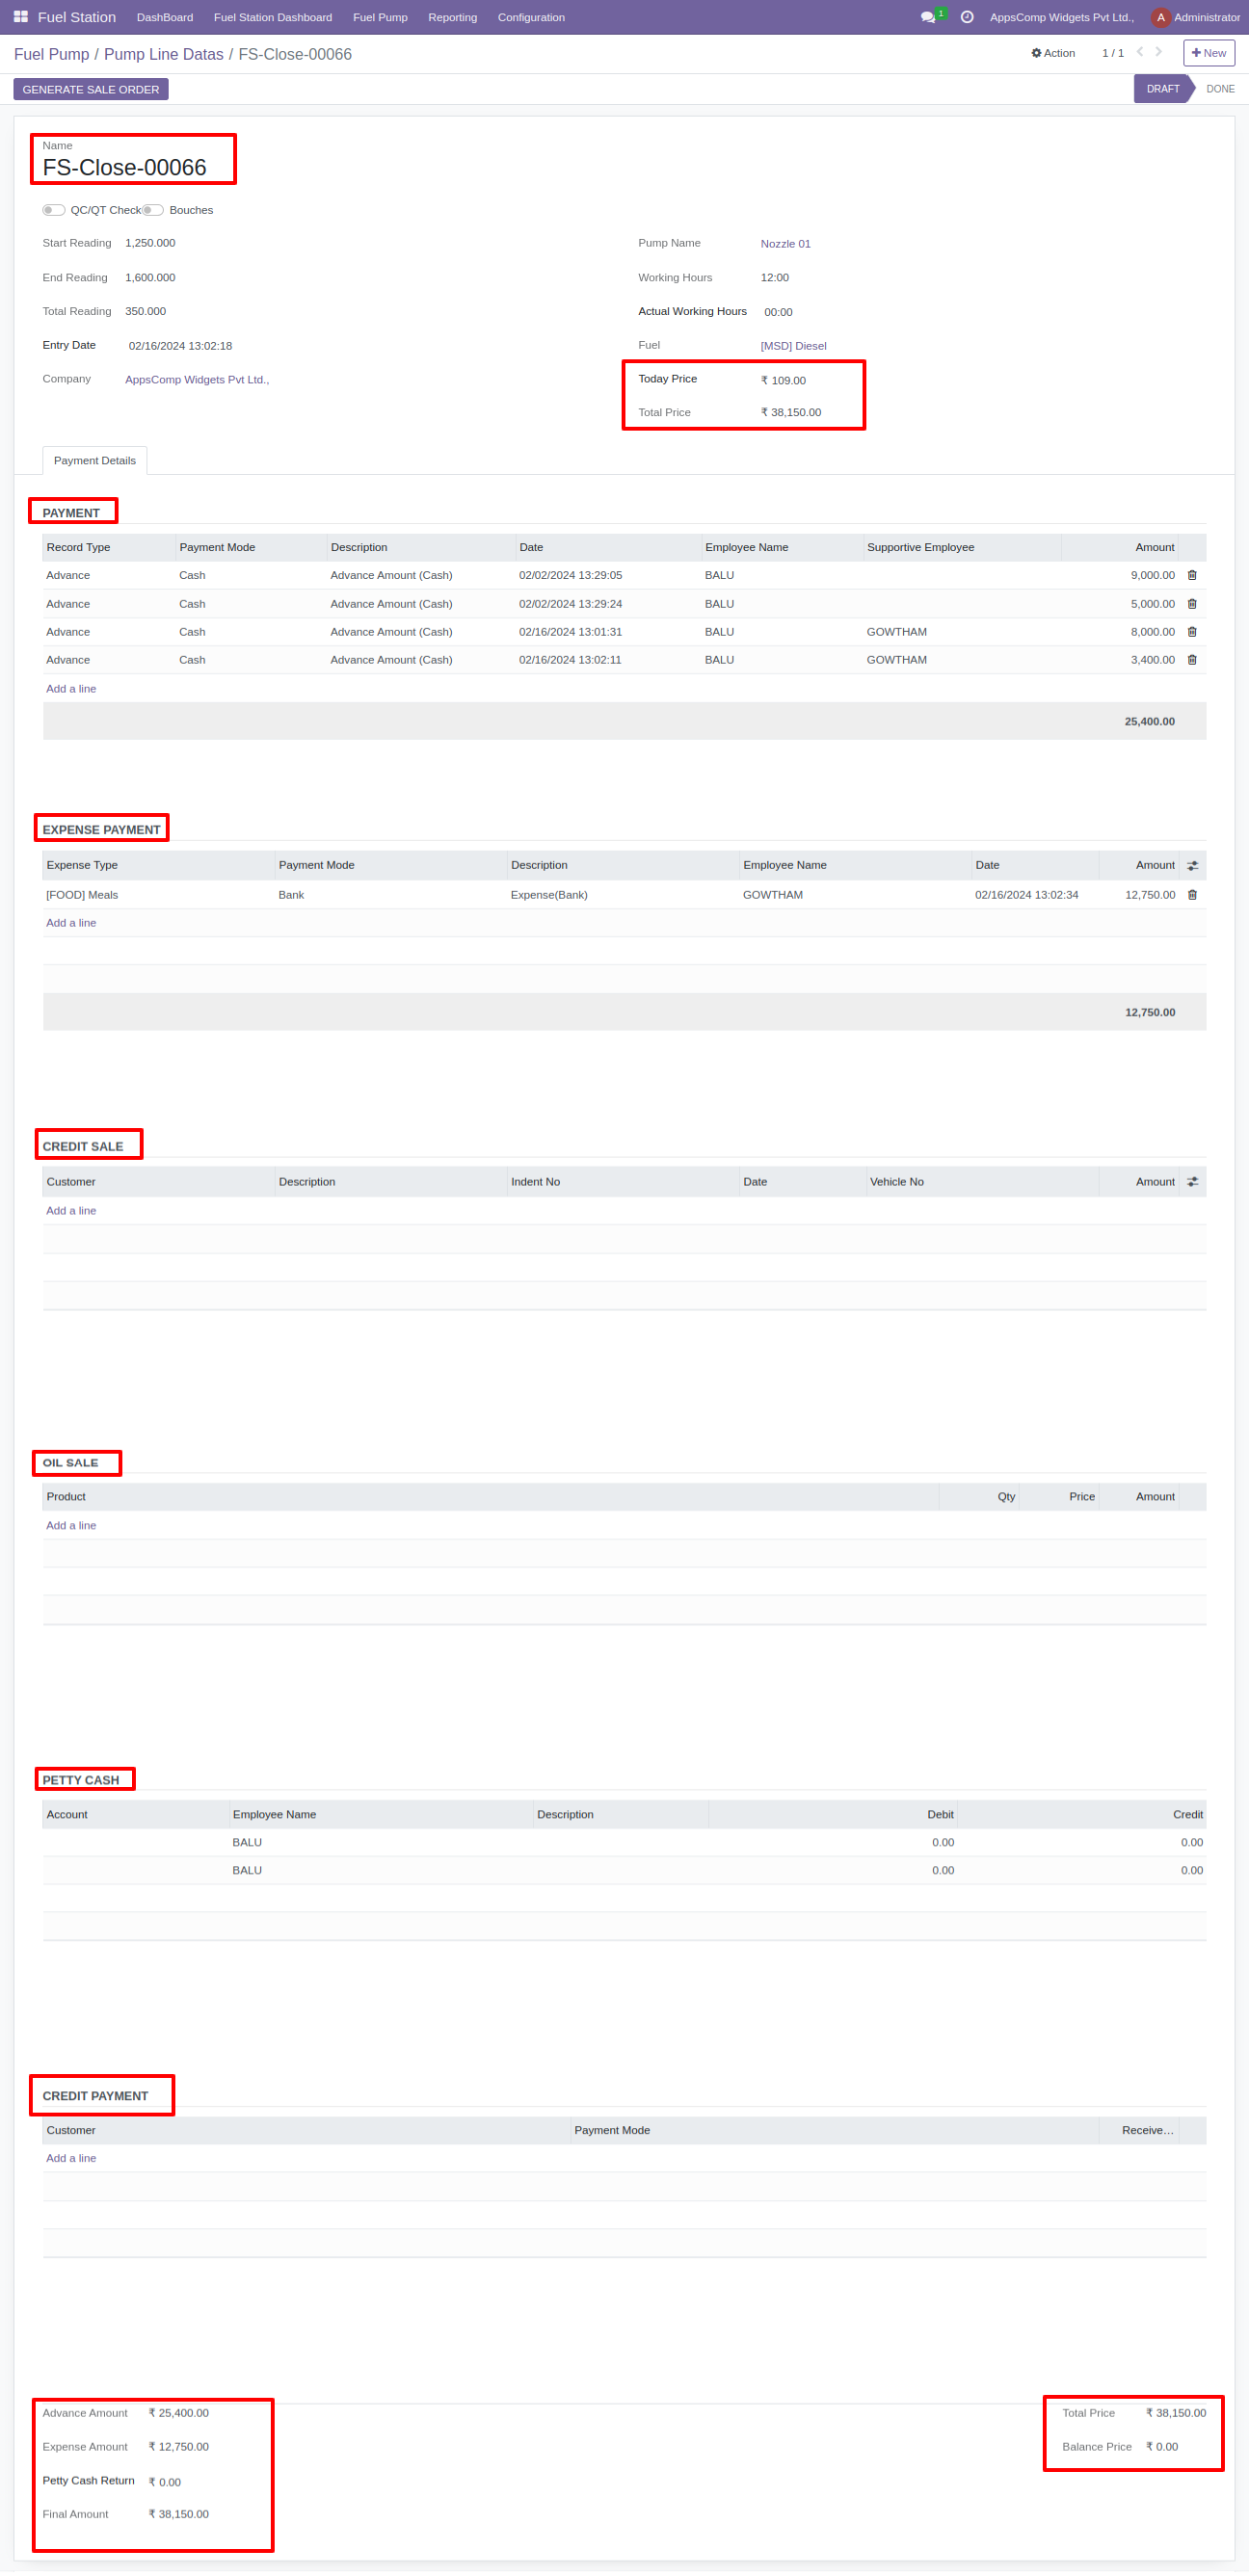 Fuel Station DashBoard Fuel Station Dashboard Fuel Pump Reporting Configuration 1 AppsComp Widgets Pvt Ltd., A Administrator
Fuel Pump / Pump Line Datas / FS-Close-00066 Action 1 / 1 New
GENERATE SALE ORDER DRAFT DONE
Name
FS-Close-00066
QC/QT Check Bouches
Start Reading 1,250.000 Pump Name Nozzle 01
End Reading 1,600.000 Working Hours 12:00
Total Reading 350.000 Actual Working Hours 00:00
Entry Date 02/16/2024 13:02:18 Fuel [MSD] Diesel
Company AppsComp Widgets Pvt Ltd., Today Price ₹ 109.00
Total Price ₹ 38,150.00
Payment Details
PAYMENT
Record Type Payment Mode Description Date Employee Name Supportive Employee Amount
Advance Cash Advance Amount (Cash) 02/02/2024 13:29:05 BALU 9,000.00
Advance Cash Advance Amount (Cash) 02/02/2024 13:29:24 BALU 5,000.00
Advance Cash Advance Amount (Cash) 02/16/2024 13:01:31 BALU GOWTHAM 8,000.00
Advance Cash Advance Amount (Cash) 02/16/2024 13:02:11 BALU GOWTHAM 3,400.00
Add a line
25,400.00
EXPENSE PAYMENT
Expense Type Payment Mode Description Employee Name Date Amount
[FOOD] Meals Bank Expense(Bank) GOWTHAM 02/16/2024 13:02:34 12,750.00
Add a line
12,750.00
CREDIT SALE
Customer Description Indent No Date Vehicle No Amount
Add a line
OIL SALE
Product Qty Price Amount
Add a line
PETTY CASH
Account Employee Name Description Debit Credit
BALU 0.00 0.00
BALU 0.00 0.00
CREDIT PAYMENT
Customer Payment Mode Receive…
Add a line
Advance Amount ₹ 25,400.00 Total Price ₹ 38,150.00
Expense Amount ₹ 12,750.00 Balance Price ₹ 0.00
Petty Cash Return ₹ 0.00
Final Amount ₹ 38,150.00